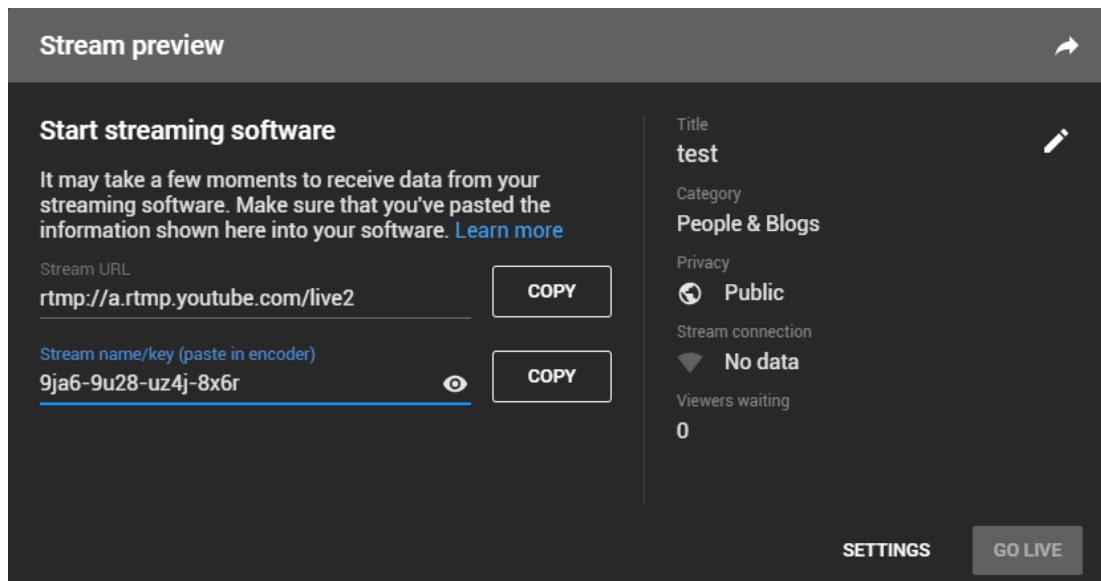 Stream preview
Start streaming software
It may take a few moments to receive data from your
streaming software. Make sure that you've pasted the
information shown here into your software. Learn more
Stream URL
rtmp://a.rtmp.youtube.com/live2
COPY
Stream name/key (paste in encoder)
9ja6-9u28-uz4j-8x6r
COPY
Title
test
Category
People & Blogs
Privacy
Public
Stream connection
No data
Viewers waiting
0
SETTINGS
GO LIVE